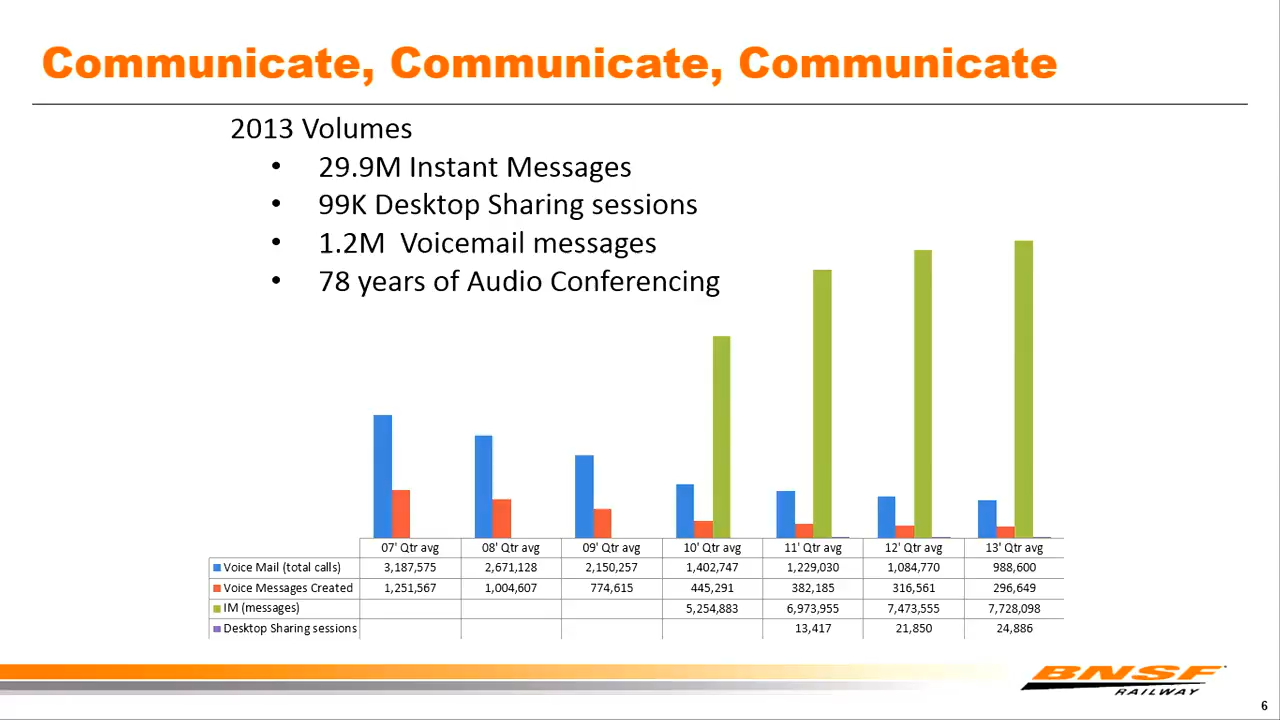 Communicate, Communicate, Communicate
2013 Volumes
• 29.9M Instant Messages
• 99K Desktop Sharing sessions
• 1.2M Voicemail messages
• 78 years of Audio Conferencing
07' Qtr avg 08' Qtr avg 09' Qtr avg 10' Qtr avg 11' Qtr avg 12' Qtr avg 13' Qtr avg
Voice Mail (total calls) 3,187,575 2,671,128 2,150,257 1,402,747 1,229,030 1,084,770 988,600
Voice Messages Created 1,251,567 1,004,607 774,615 445,291 382,185 316,561 296,649
IM (messages) 5,254,883 6,973,955 7,473,555 7,728,098
Desktop Sharing sessions 13,417 21,850 24,886
BNSF
RAILWAY
6